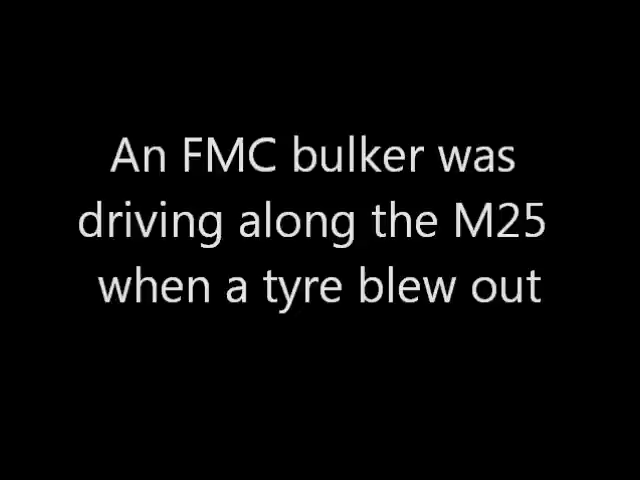 An FMC bulker was
driving along the M25
when a tyre blew out